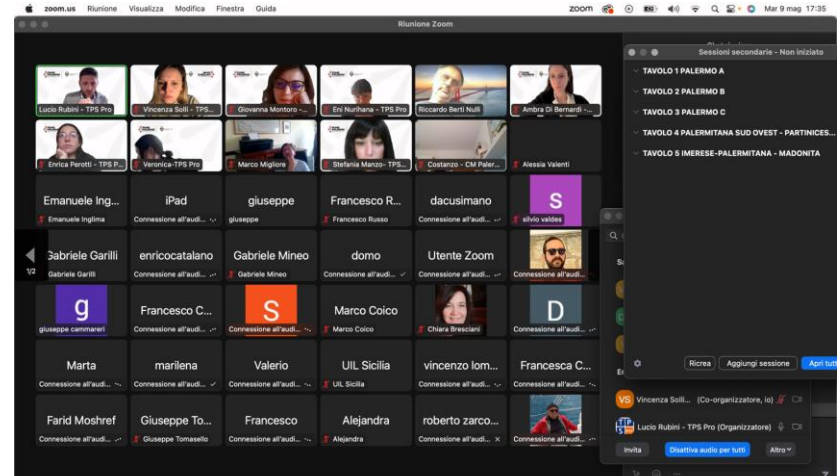 zoom.us Riunione Visualizza Modifica Finestra Guida
zoom Mar 9 mag 17:35
Riunione Zoom
Lucio Rubini - TPS Pro
Vincenza Solli - TPS...
Giovanna Montoro -...
Eni Nurihana - TPS Pro
Riccardo Berti Nulli
Ambra Di Bernardi -...
Enrica Perotti - TPS P...
Veronica-TPS Pro
Marco Migliore
Stefania Manzo- TPS...
Costanzo - CM Paler...
Alessia Valenti
Emanuele Ing...
Emanuele Inglima
iPad
Connessione all'audi...
giuseppe
giuseppe
Francesco R...
Francesco Russo
dacusimano
Connessione all'audi...
S
silvio valdes
Gabriele Garilli
Gabriele Garilli
enricocatalano
Connessione all'audi...
Gabriele Mineo
Gabriele Mineo
domo
Connessione all'audi...
Utente Zoom
Connessione all'audi...
Connessione all'audi...
1/2
g
giuseppe cammareri
Francesco C...
Connessione all'audi...
S
Connessione all'audi...
Marco Coico
Marco Coico
Chiara Bresciani
D
Connessione all'audi...
Marta
Connessione all'audi...
marilena
Connessione all'audi...
Valerio
Connessione all'audi...
UIL Sicilia
UIL Sicilia
vincenzo lom...
Connessione all'audi...
Francesca C...
Connessione all'audi...
Farid Moshref
Connessione all'audi...
Giuseppe To...
Giuseppe Tomasello
Francesco
Connessione all'audi...
Alejandra
Alejandra
roberto zarco...
Connessione all'audi...
Connessione all'audi...
Sessioni secondarie - Non iniziato
TAVOLO 1 PALERMO A
TAVOLO 2 PALERMO B
TAVOLO 3 PALERMO C
TAVOLO 4 PALERMITANA SUD OVEST - PARTINICES...
TAVOLO 5 IMERESE-PALERMITANA - MADONITA
Ricrea Aggiungi sessione Apri tutt
VS Vincenza Solli... (Co-organizzatore, io)
Lucio Rubini - TPS Pro (Organizzatore)
Invita Disattiva audio per tutti Altro